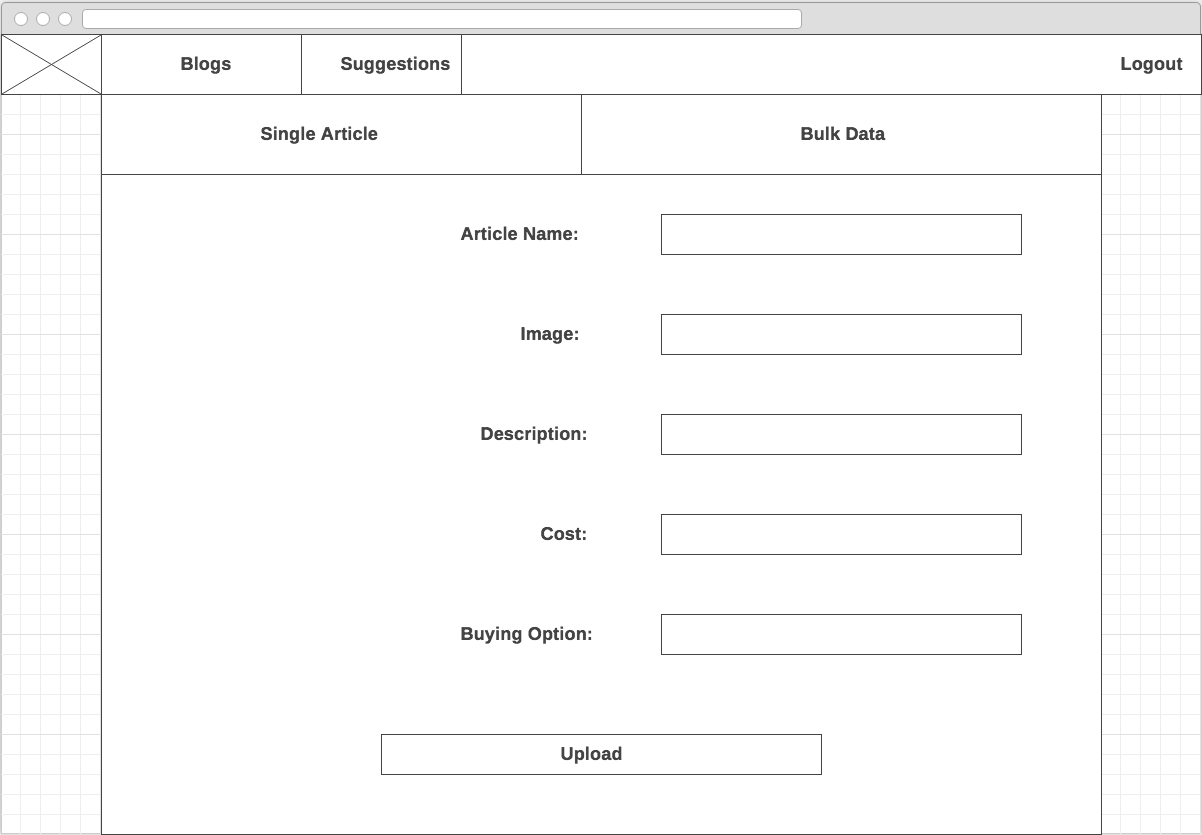 Blogs
Suggestions
Logout
Single Article
Bulk Data
Article Name:
Image:
Description:
Cost:
Buying Option:
Upload